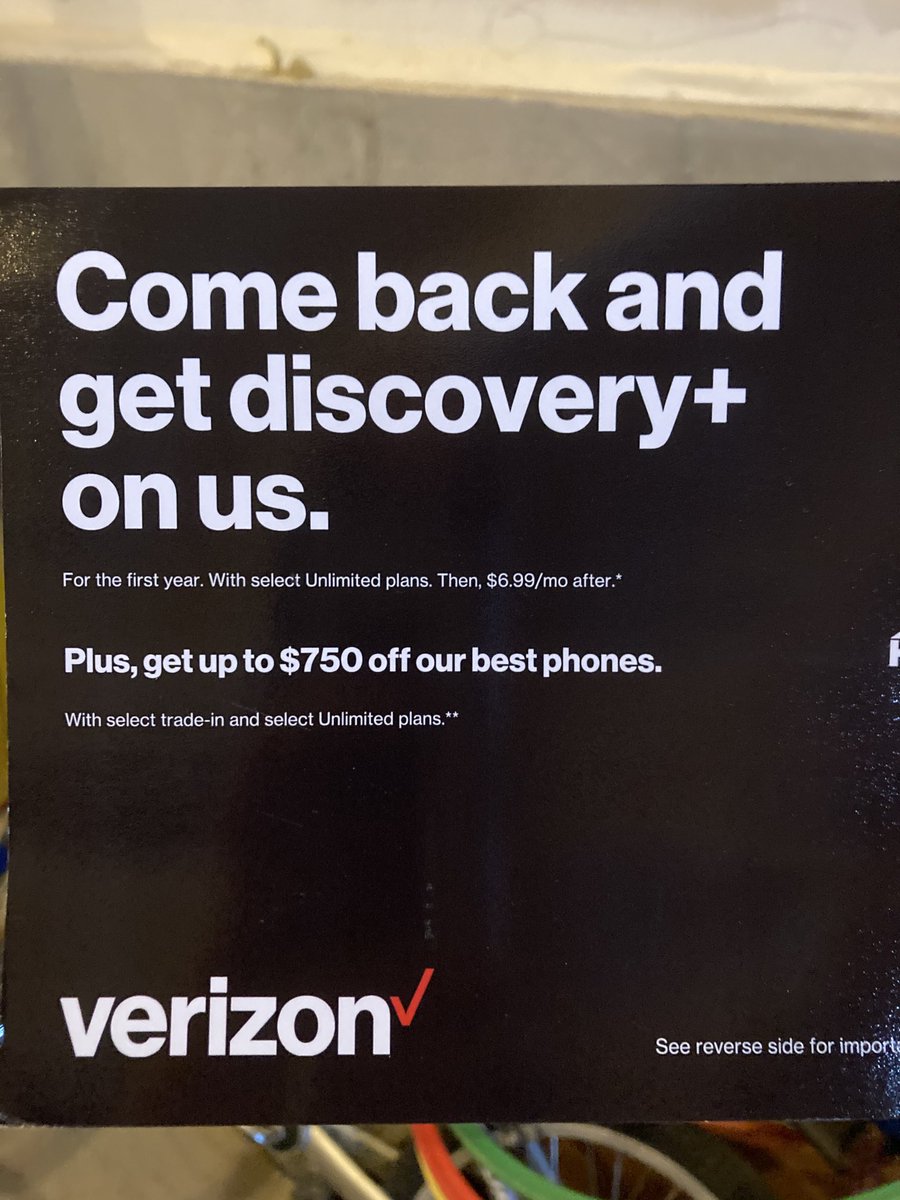 Come back and
get discovery+
on us.
For the first year. With select Unlimited plans. Then, $6.99/mo after.*
Plus, get up to $750 off our best phones.
With select trade-in and select Unlimited plans.**
verizon
See reverse side for